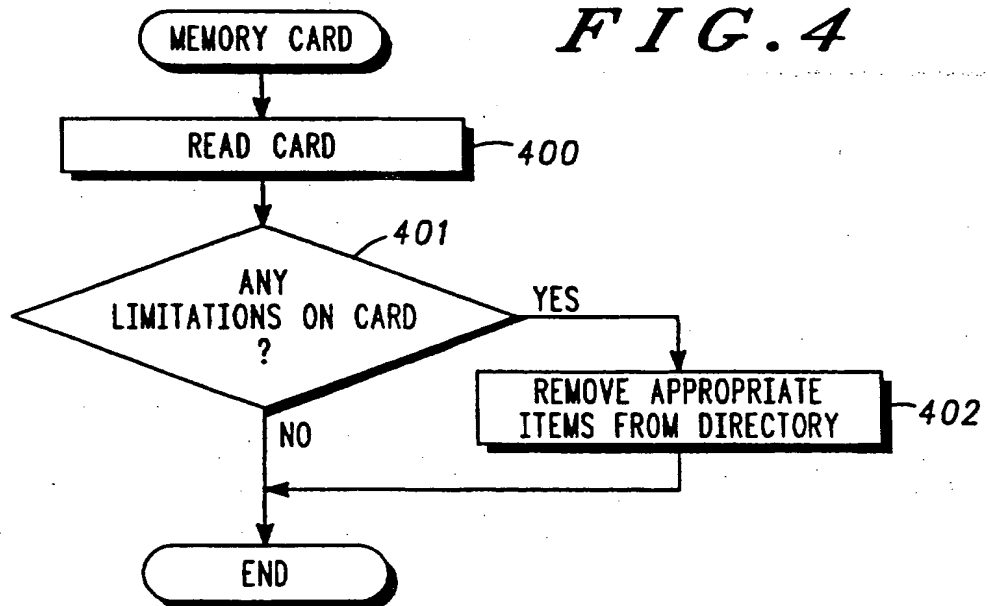 FIG. 4
MEMORY CARD
READ CARD
400
401
ANY
LIMITATIONS ON CARD
?
YES
REMOVE APPROPRIATE
ITEMS FROM DIRECTORY
402
NO
END